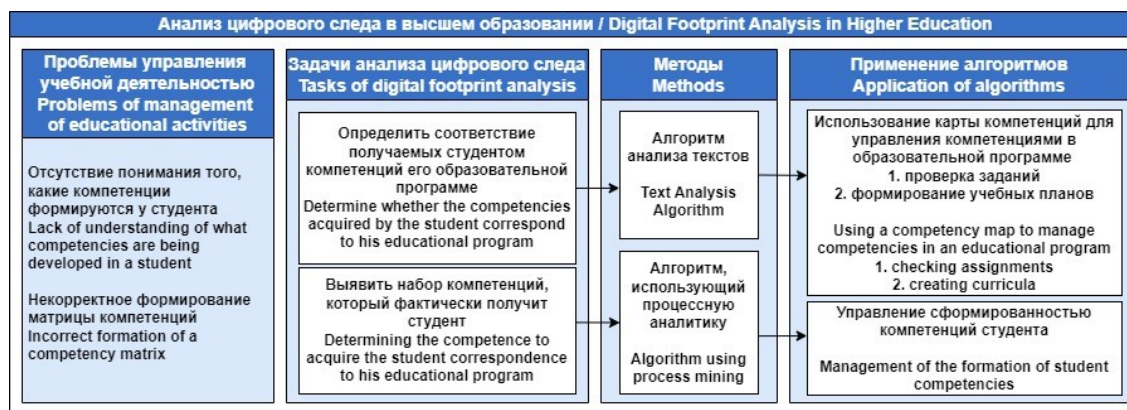 Анализ цифрового следа в высшем образовании / Digital Footprint Analysis in Higher Education
Проблемы управления
учебной деятельностью
Problems of management
of educational activities
Отсутствие понимания того,
какие компетенции
формируются у студента
Lack of understanding of what
competencies are being
developed in a student
Некорректное формирование
матрицы компетенций
Incorrect formation of a
competency matrix
Задачи анализа цифрового следа
Tasks of digital footprint analysis
Определить соответствие
получаемых студентом
компетенций его образовательной
программе
Determine whether the competencies
acquired by the student correspond
to his educational program
Выявить набор компетенций,
который фактически получит
студент
Determining the competence to
acquire the student correspondence
to his educational program
Методы
Methods
Алгоритм
анализа текстов
Text Analysis
Algorithm
Алгоритм,
использующий
процессную
аналитику
Algorithm using
process mining
Применение алгоритмов
Application of algorithms
Использование карты компетенций для
управления компетенциями в
образовательной программе
1. проверка заданий
2. формирование учебных планов
Using a competency map to manage
competencies in an educational program
1. checking assignments
2. creating curricula
Управление сформированностью
компетенций студента
Management of the formation of student
competencies